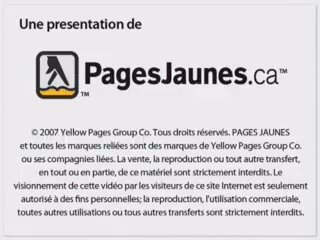 Une presentation de
PagesJaunes.ca™
™
© 2007 Yellow Pages Group Co. Tous droits réservés. PAGES JAUNES
et toutes les marques reliées sont des marques de Yellow Pages Group Co.
ou ses compagnies liées. La vente, la reproduction ou tout autre transfert,
en tout ou en partie, de ce matériel sont strictement interdits. Le
visionnement de cette vidéo par les visiteurs de ce site Internet est seulement
autorisé à des fins personnelles; la reproduction, l'utilisation commerciale,
toutes autres utilisations ou tous autres transferts sont strictement interdits.